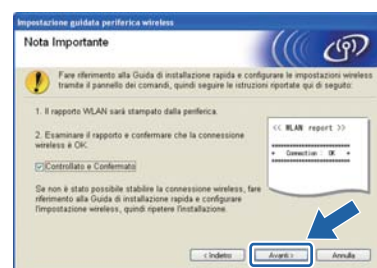 Impostazione guidata periferica wireless
Nota Importante
Fare riferimento alla Guida di installazione rapida e configurare le impostazioni wireless
tramite il pannello dei comandi, quindi seguire le istruzioni riportate qui di seguito:
1. Il rapporto WLAN sarà stampato dalla periferica.
2. Esaminare il rapporto e confermare che la connessione
wireless è OK.
Controllato e Confermato
Se non è stato possibile stabilire la connessione wireless, fare
riferimento alla Guida di installazione rapida e configurare
l'impostazione wireless, quindi ripetere l'installazione.
<< WLAN report >>
* Connection : OK *
< Indietro
Avanti >
Annulla